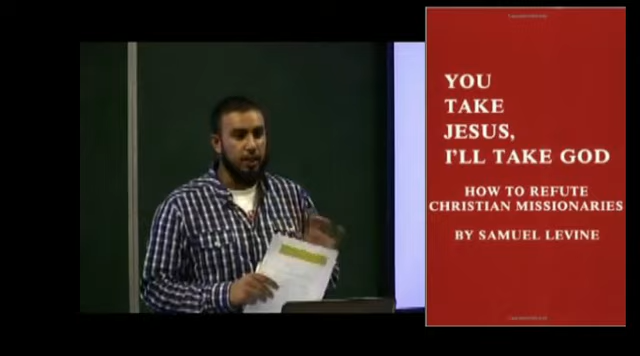 YOU
TAKE
JESUS,
I'LL TAKE GOD
HOW TO REFUTE
CHRISTIAN MISSIONARIES
BY SAMUEL LEVINE